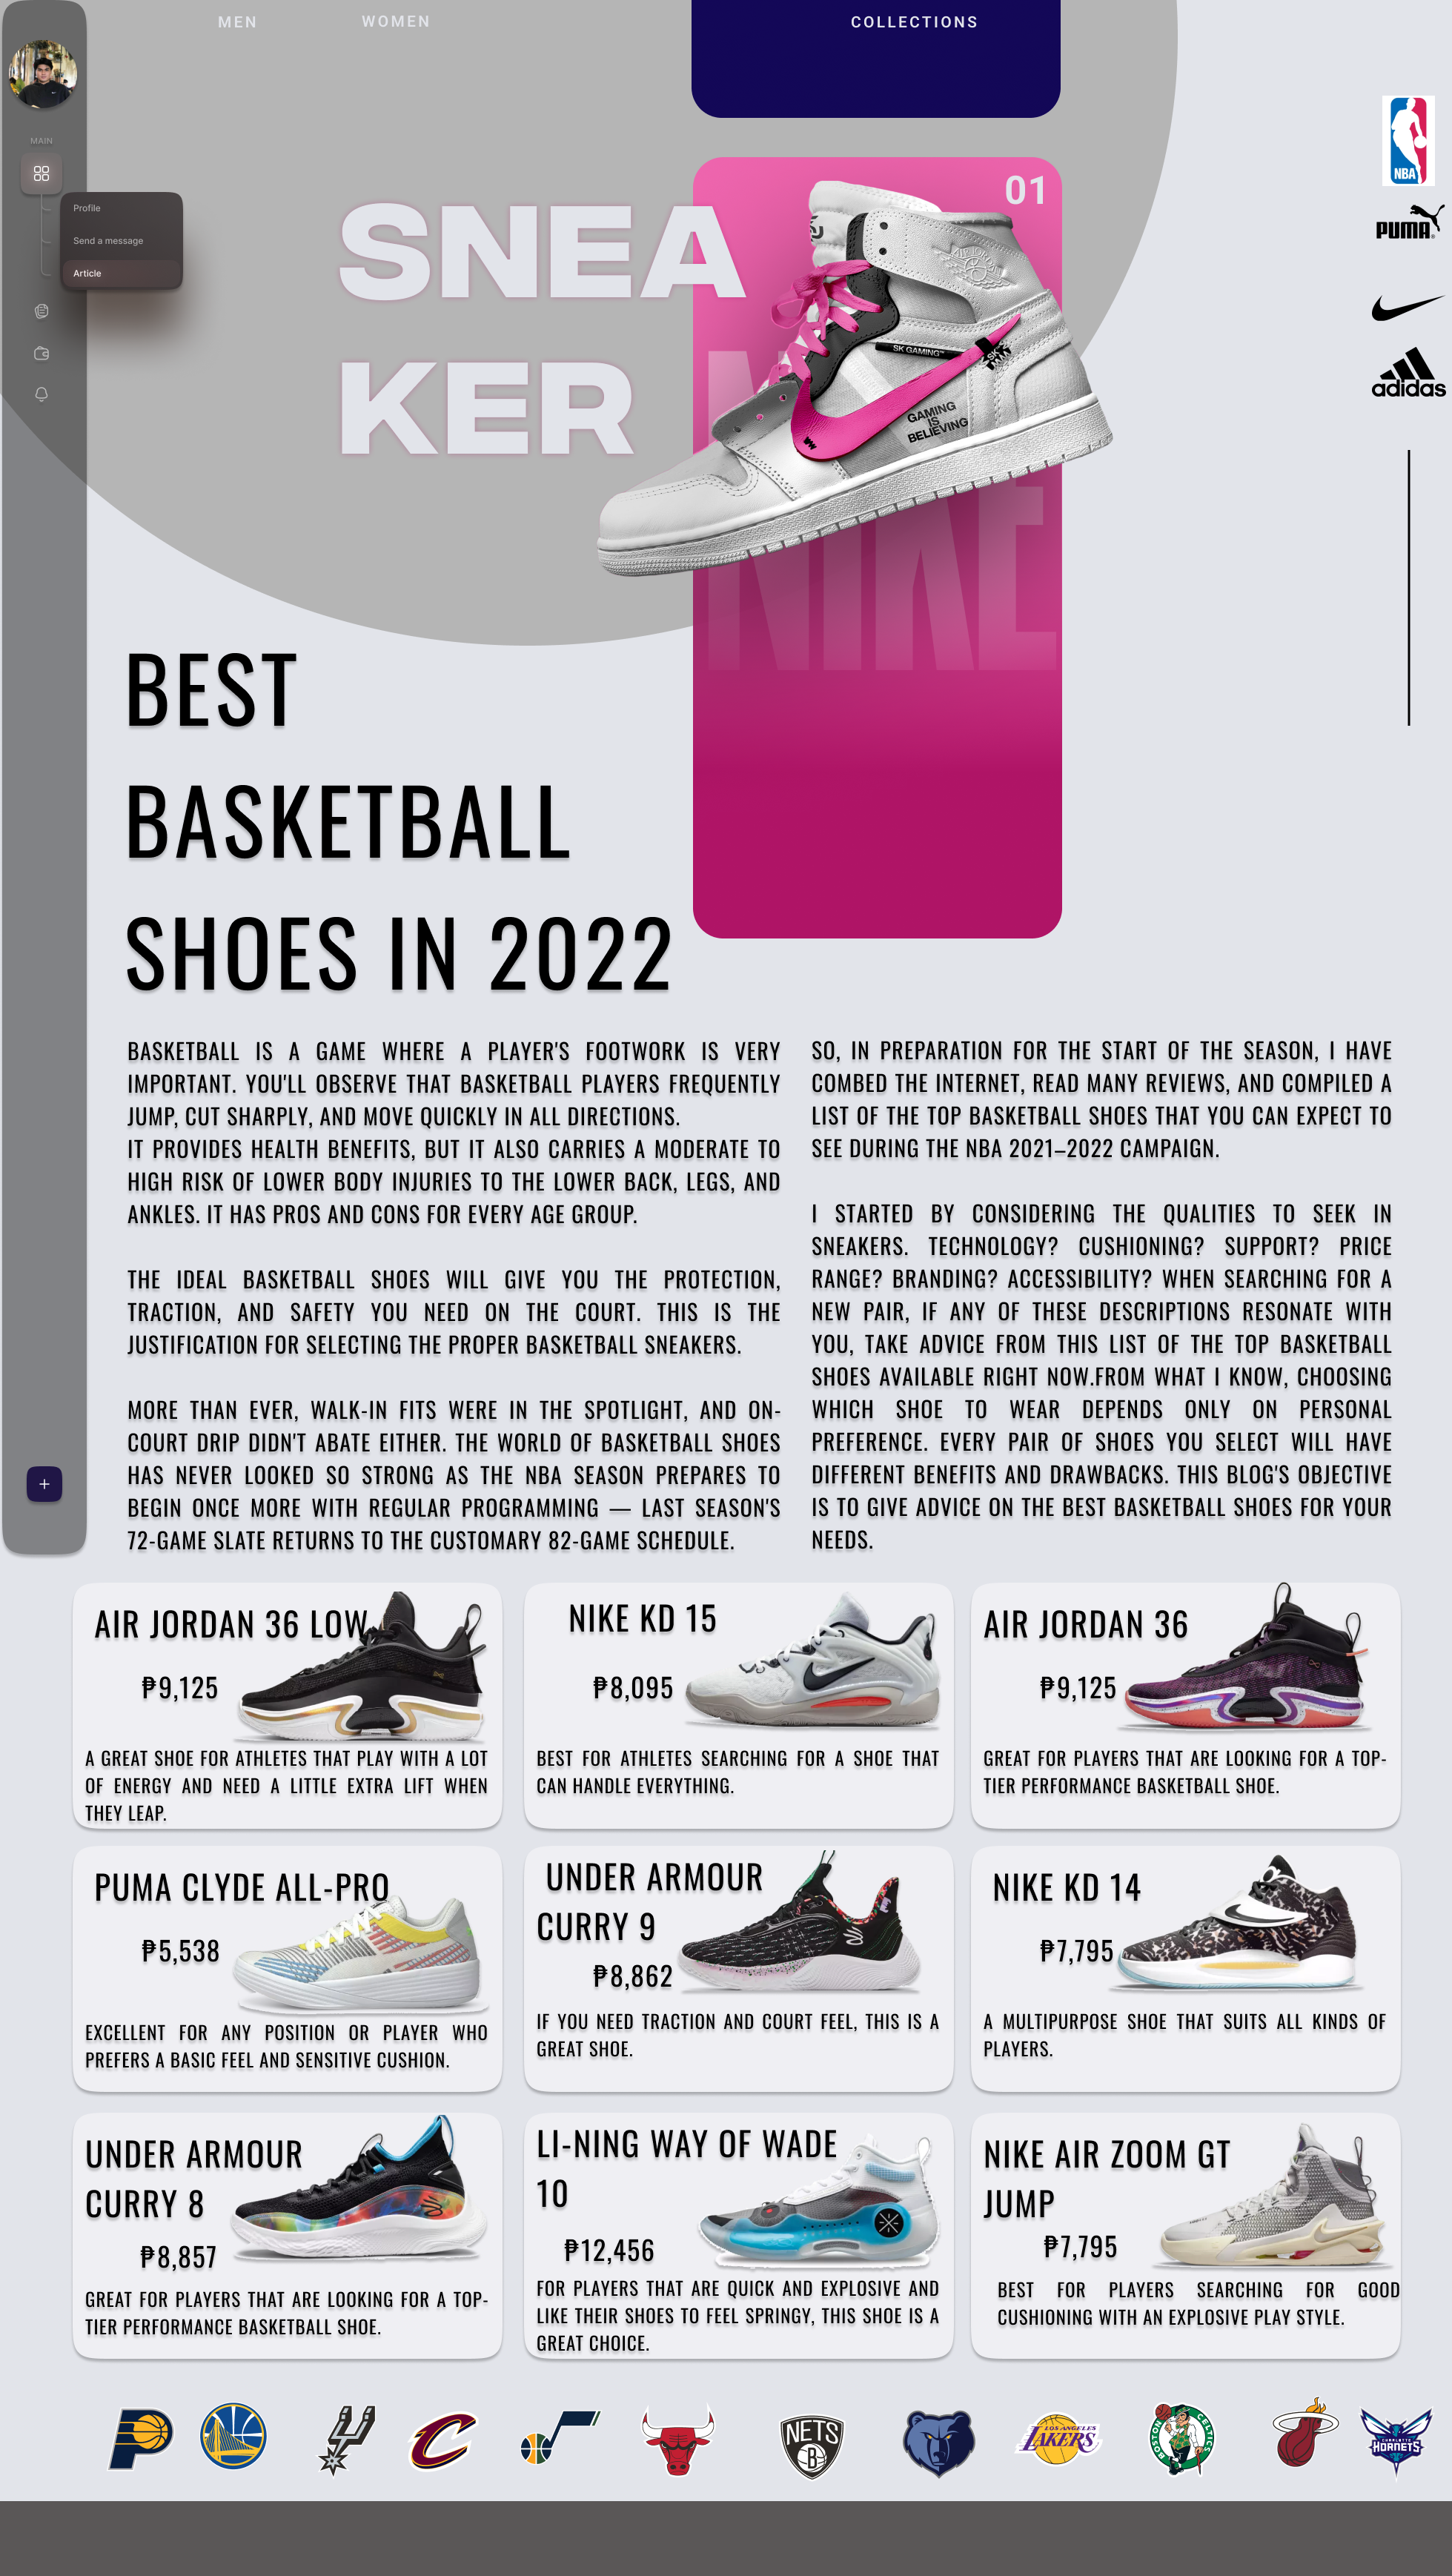 MEN
WOMEN
COLLECTIONS
MAIN
Profile
Send a message
Article
NBA
PUMA
adidas
01
SNEA
KER
SK GAMING
GAMING
IS
BELIEVING
NIKE
BEST
BASKETBALL
SHOES IN 2022
BASKETBALL IS A GAME WHERE A PLAYER'S FOOTWORK IS VERY
IMPORTANT. YOU'LL OBSERVE THAT BASKETBALL PLAYERS FREQUENTLY
JUMP, CUT SHARPLY, AND MOVE QUICKLY IN ALL DIRECTIONS.
IT PROVIDES HEALTH BENEFITS, BUT IT ALSO CARRIES A MODERATE TO
HIGH RISK OF LOWER BODY INJURIES TO THE LOWER BACK, LEGS, AND
ANKLES. IT HAS PROS AND CONS FOR EVERY AGE GROUP.
THE IDEAL BASKETBALL SHOES WILL GIVE YOU THE PROTECTION,
TRACTION, AND SAFETY YOU NEED ON THE COURT. THIS IS THE
JUSTIFICATION FOR SELECTING THE PROPER BASKETBALL SNEAKERS.
MORE THAN EVER, WALK-IN FITS WERE IN THE SPOTLIGHT, AND ON-
COURT DRIP DIDN'T ABATE EITHER. THE WORLD OF BASKETBALL SHOES
HAS NEVER LOOKED SO STRONG AS THE NBA SEASON PREPARES TO
BEGIN ONCE MORE WITH REGULAR PROGRAMMING — LAST SEASON'S
72-GAME SLATE RETURNS TO THE CUSTOMARY 82-GAME SCHEDULE.
SO, IN PREPARATION FOR THE START OF THE SEASON, I HAVE
COMBED THE INTERNET, READ MANY REVIEWS, AND COMPILED A
LIST OF THE TOP BASKETBALL SHOES THAT YOU CAN EXPECT TO
SEE DURING THE NBA 2021–2022 CAMPAIGN.
I STARTED BY CONSIDERING THE QUALITIES TO SEEK IN
SNEAKERS. TECHNOLOGY? CUSHIONING? SUPPORT? PRICE
RANGE? BRANDING? ACCESSIBILITY? WHEN SEARCHING FOR A
NEW PAIR, IF ANY OF THESE DESCRIPTIONS RESONATE WITH
YOU, TAKE ADVICE FROM THIS LIST OF THE TOP BASKETBALL
SHOES AVAILABLE RIGHT NOW.FROM WHAT I KNOW, CHOOSING
WHICH SHOE TO WEAR DEPENDS ONLY ON PERSONAL
PREFERENCE. EVERY PAIR OF SHOES YOU SELECT WILL HAVE
DIFFERENT BENEFITS AND DRAWBACKS. THIS BLOG'S OBJECTIVE
IS TO GIVE ADVICE ON THE BEST BASKETBALL SHOES FOR YOUR
NEEDS.
AIR JORDAN 36 LOW
₱9,125
A GREAT SHOE FOR ATHLETES THAT PLAY WITH A LOT
OF ENERGY AND NEED A LITTLE EXTRA LIFT WHEN
THEY LEAP.
NIKE KD 15
₱8,095
BEST FOR ATHLETES SEARCHING FOR A SHOE THAT
CAN HANDLE EVERYTHING.
AIR JORDAN 36
₱9,125
GREAT FOR PLAYERS THAT ARE LOOKING FOR A TOP-
TIER PERFORMANCE BASKETBALL SHOE.
PUMA CLYDE ALL-PRO
₱5,538
EXCELLENT FOR ANY POSITION OR PLAYER WHO
PREFERS A BASIC FEEL AND SENSITIVE CUSHION.
UNDER ARMOUR
CURRY 9
₱8,862
IF YOU NEED TRACTION AND COURT FEEL, THIS IS A
GREAT SHOE.
NIKE KD 14
₱7,795
A MULTIPURPOSE SHOE THAT SUITS ALL KINDS OF
PLAYERS.
UNDER ARMOUR
CURRY 8
₱8,857
GREAT FOR PLAYERS THAT ARE LOOKING FOR A TOP-
TIER PERFORMANCE BASKETBALL SHOE.
LI-NING WAY OF WADE
10
₱12,456
FOR PLAYERS THAT ARE QUICK AND EXPLOSIVE AND
LIKE THEIR SHOES TO FEEL SPRINGY, THIS SHOE IS A
GREAT CHOICE.
NIKE AIR ZOOM GT
JUMP
₱7,795
BEST FOR PLAYERS SEARCHING FOR GOOD
CUSHIONING WITH AN EXPLOSIVE PLAY STYLE.
NETS
B
LOS ANGELES
LAKERS
BOSTON
CELTICS
CHARLOTTE
HORNETS